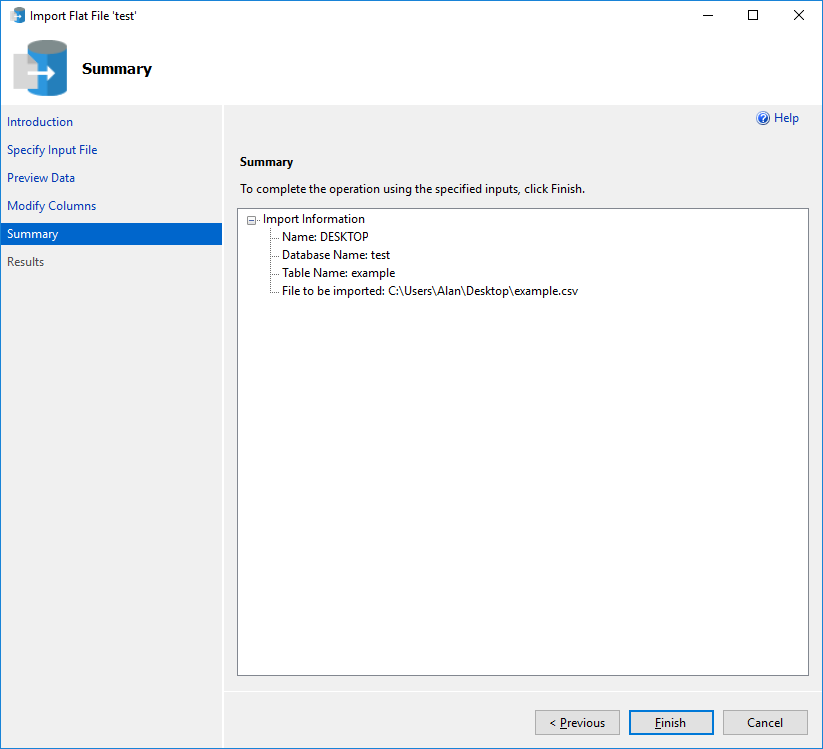 Import Flat File 'test'
Summary
Introduction
Specify Input File
Preview Data
Modify Columns
Summary
Results
Help
Summary
To complete the operation using the specified inputs, click Finish.
Import Information
Name: DESKTOP
Database Name: test
Table Name: example
File to be imported: C:\Users\Alan\Desktop\example.csv
< Previous
Finish
Cancel